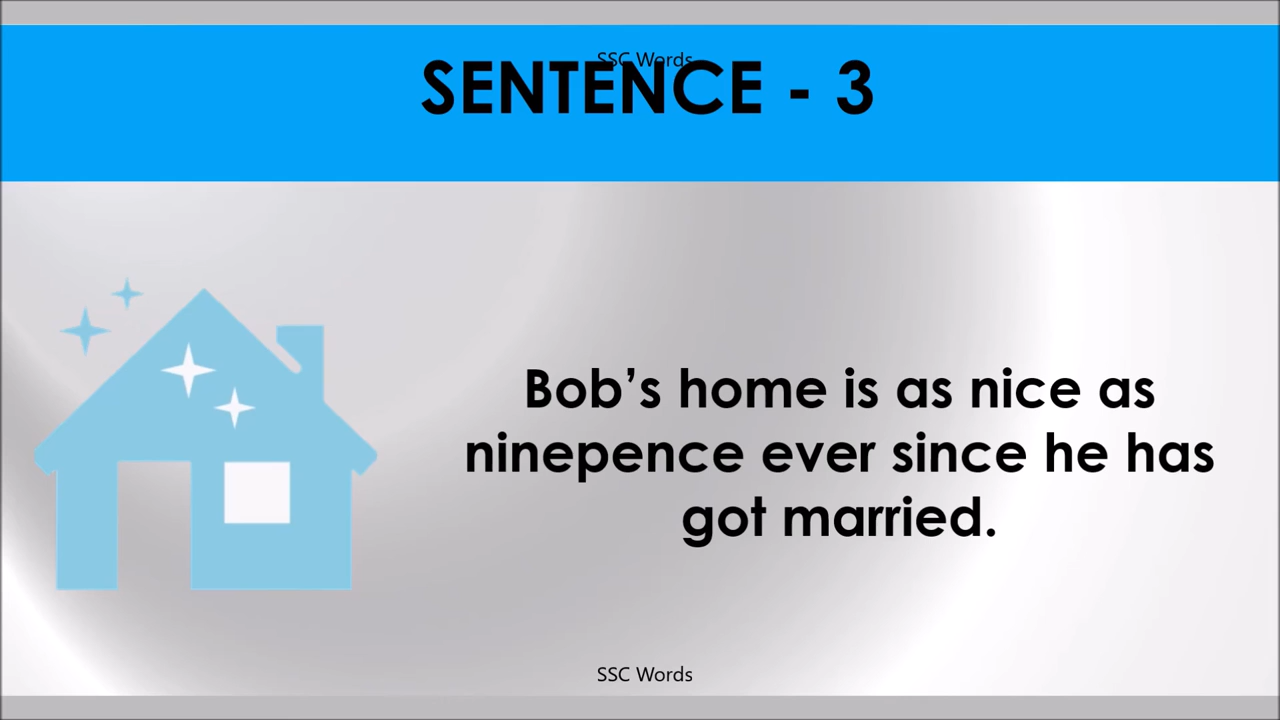 SSC Words
SENTENCE - 3
Bob’s home is as nice as
ninepence ever since he has
got married.
SSC Words